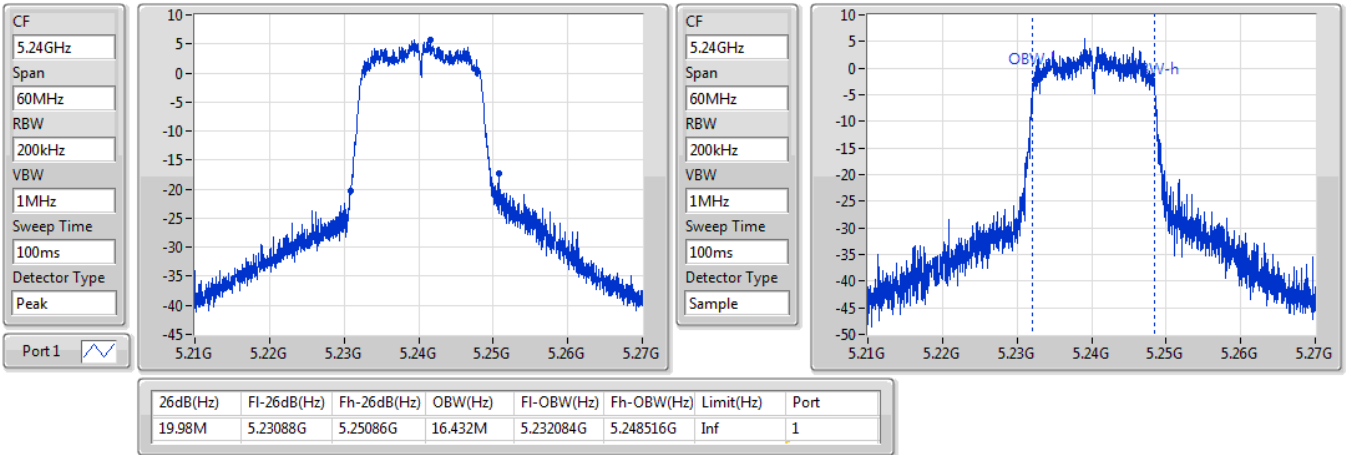 CF
5.24GHz
Span
60MHz
RBW
200kHz
VBW
1MHz
Sweep Time
100ms
Detector Type
Peak
Port 1
10
5
0
-5
-10
-15
-20
-25
-30
-35
-40
-45
5.21G 5.22G 5.23G 5.24G 5.25G 5.26G 5.27G
CF
5.24GHz
Span
60MHz
RBW
200kHz
VBW
1MHz
Sweep Time
100ms
Detector Type
Sample
10
5
0
-5
-10
-15
-20
-25
-30
-35
-40
-45
-50
5.21G 5.22G 5.23G 5.24G 5.25G 5.26G 5.27G
26dB(Hz) Fl-26dB(Hz) Fh-26dB(Hz) OBW(Hz) Fl-OBW(Hz) Fh-OBW(Hz) Limit(Hz) Port
19.98M 5.23088G 5.25086G 16.432M 5.232084G 5.248516G Inf 1